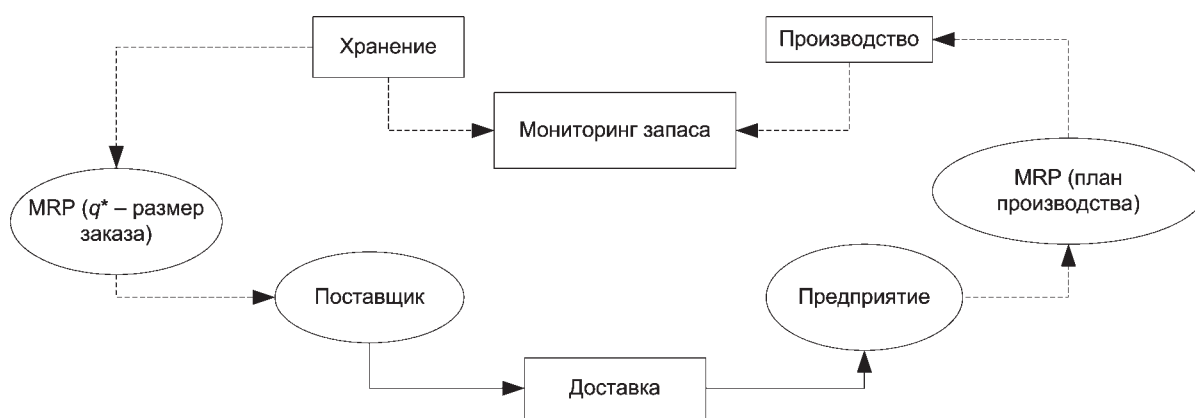 Хранение
Производство
Мониторинг запаса
MRP (q* – размер
заказа)
MRP (план
производства)
Поставщик
Предприятие
Доставка